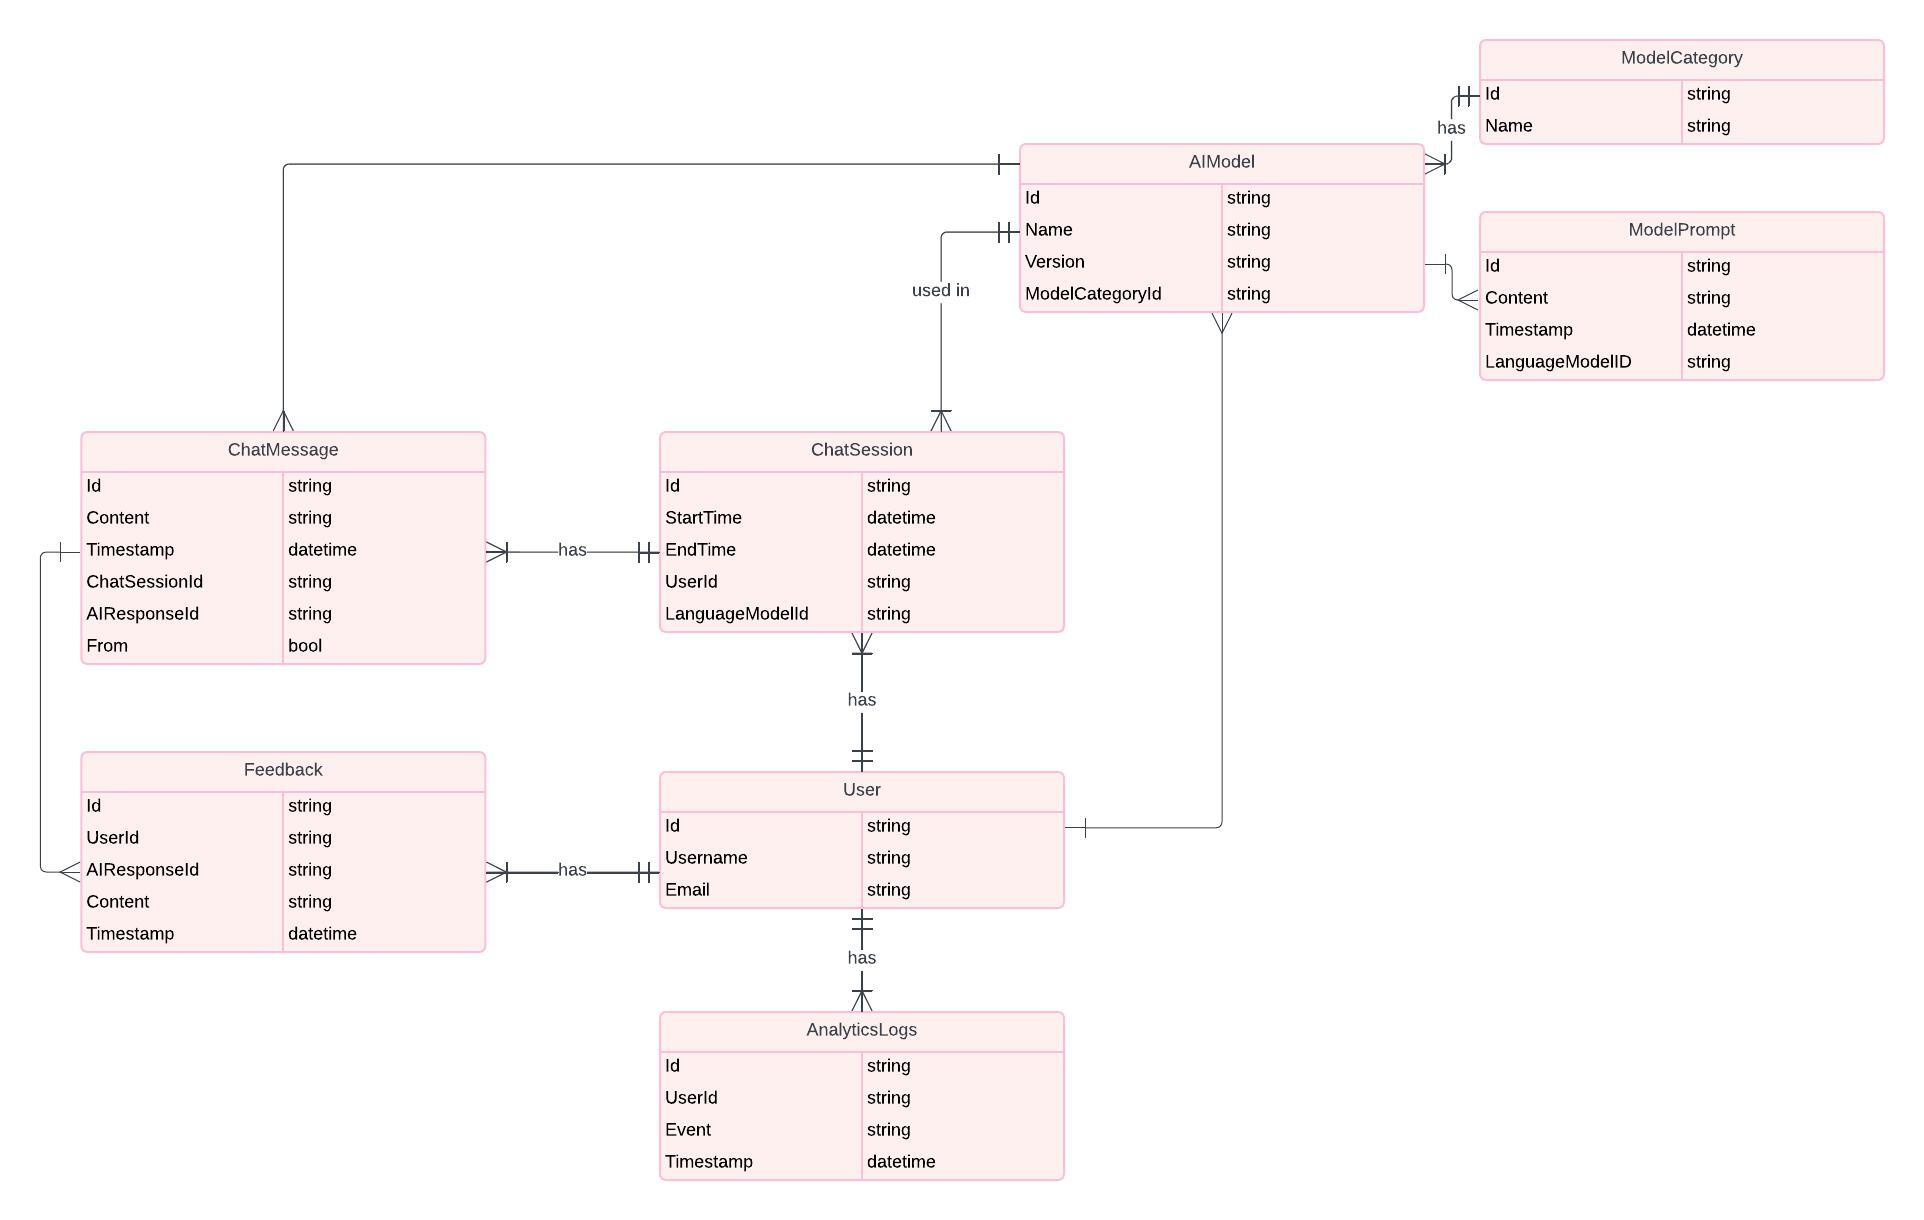 ModelCategory
Id string
Name string
has
AIModel
Id string
Name string
Version string
ModelCategoryId string
ModelPrompt
Id string
Content string
Timestamp datetime
LanguageModelID string
used in
ChatMessage
Id string
Content string
Timestamp datetime
ChatSessionId string
AIResponseId string
From bool
has
ChatSession
Id string
StartTime datetime
EndTime datetime
UserId string
LanguageModelId string
has
Feedback
Id string
UserId string
AIResponseId string
Content string
Timestamp datetime
has
User
Id string
Username string
Email string
has
AnalyticsLogs
Id string
UserId string
Event string
Timestamp datetime